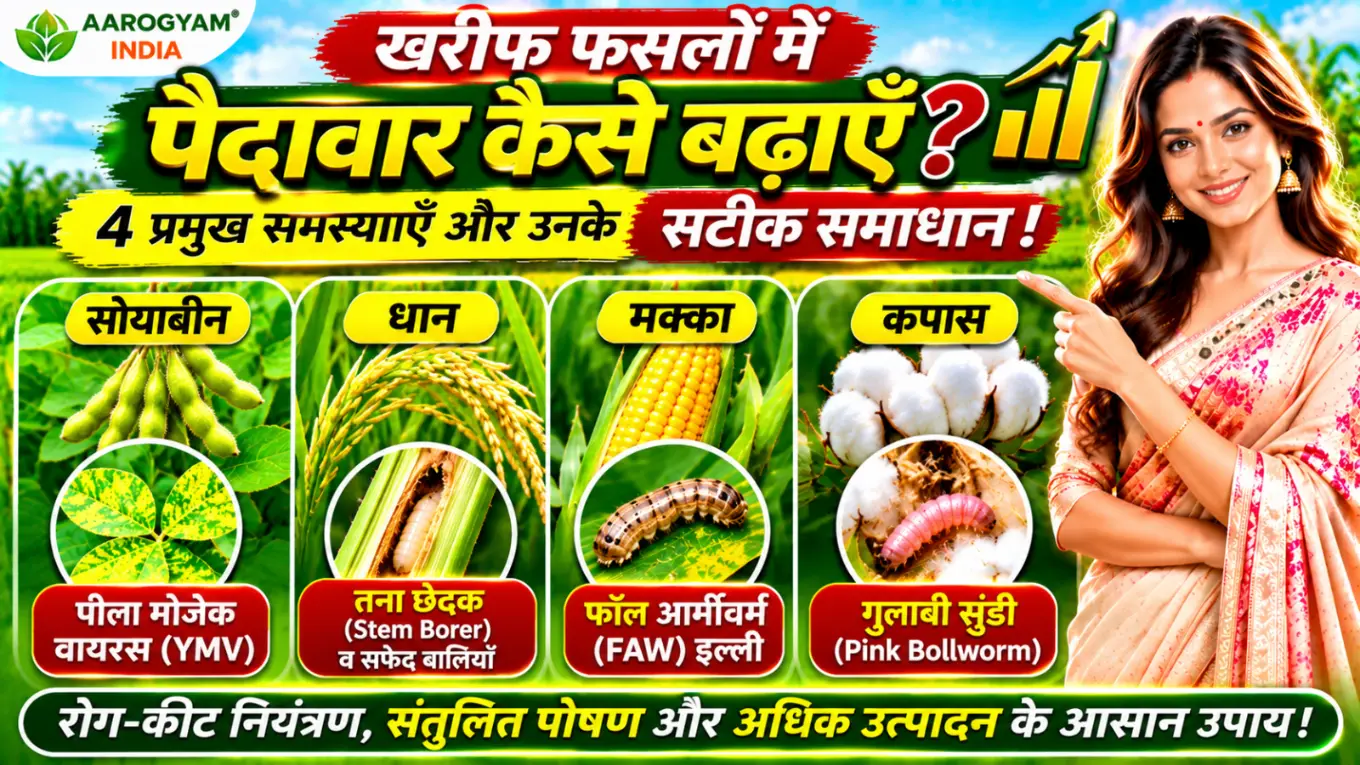 AAROGYAM®
INDIA
खरीफ फसलों में
पैदावार कैसे बढ़ाएँ?
4 प्रमुख समस्यााएँ और उनके सटीक समाधान!
सोयाबीन
पीला मोजेक
वायरस (YMV)
धान
तना छेदक
(Stem Borer)
व सफेद बालियाँ
मक्का
फॉल आर्मीवर्म
(FAW) इल्ली
कपास
गुलाबी सुंडी
(Pink Bollworm)
रोग-कीट नियंत्रण, संतुलित पोषण और अधिक उत्पादन के आसान उपाय!